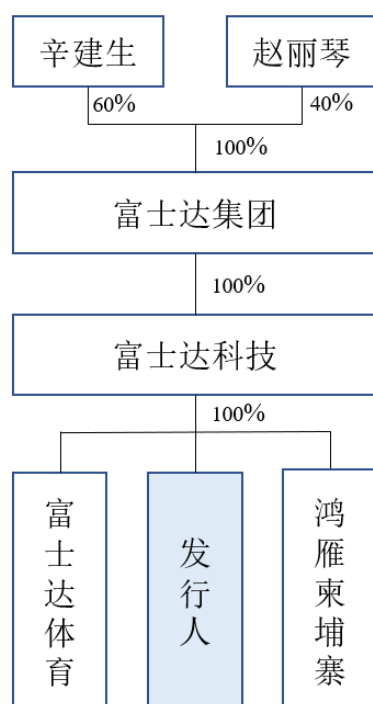 辛建生
赵丽琴
60%
40%
100%
富士达集团
100%
富士达科技
100%
富士达体育
发行人
鸿雁柬埔寨